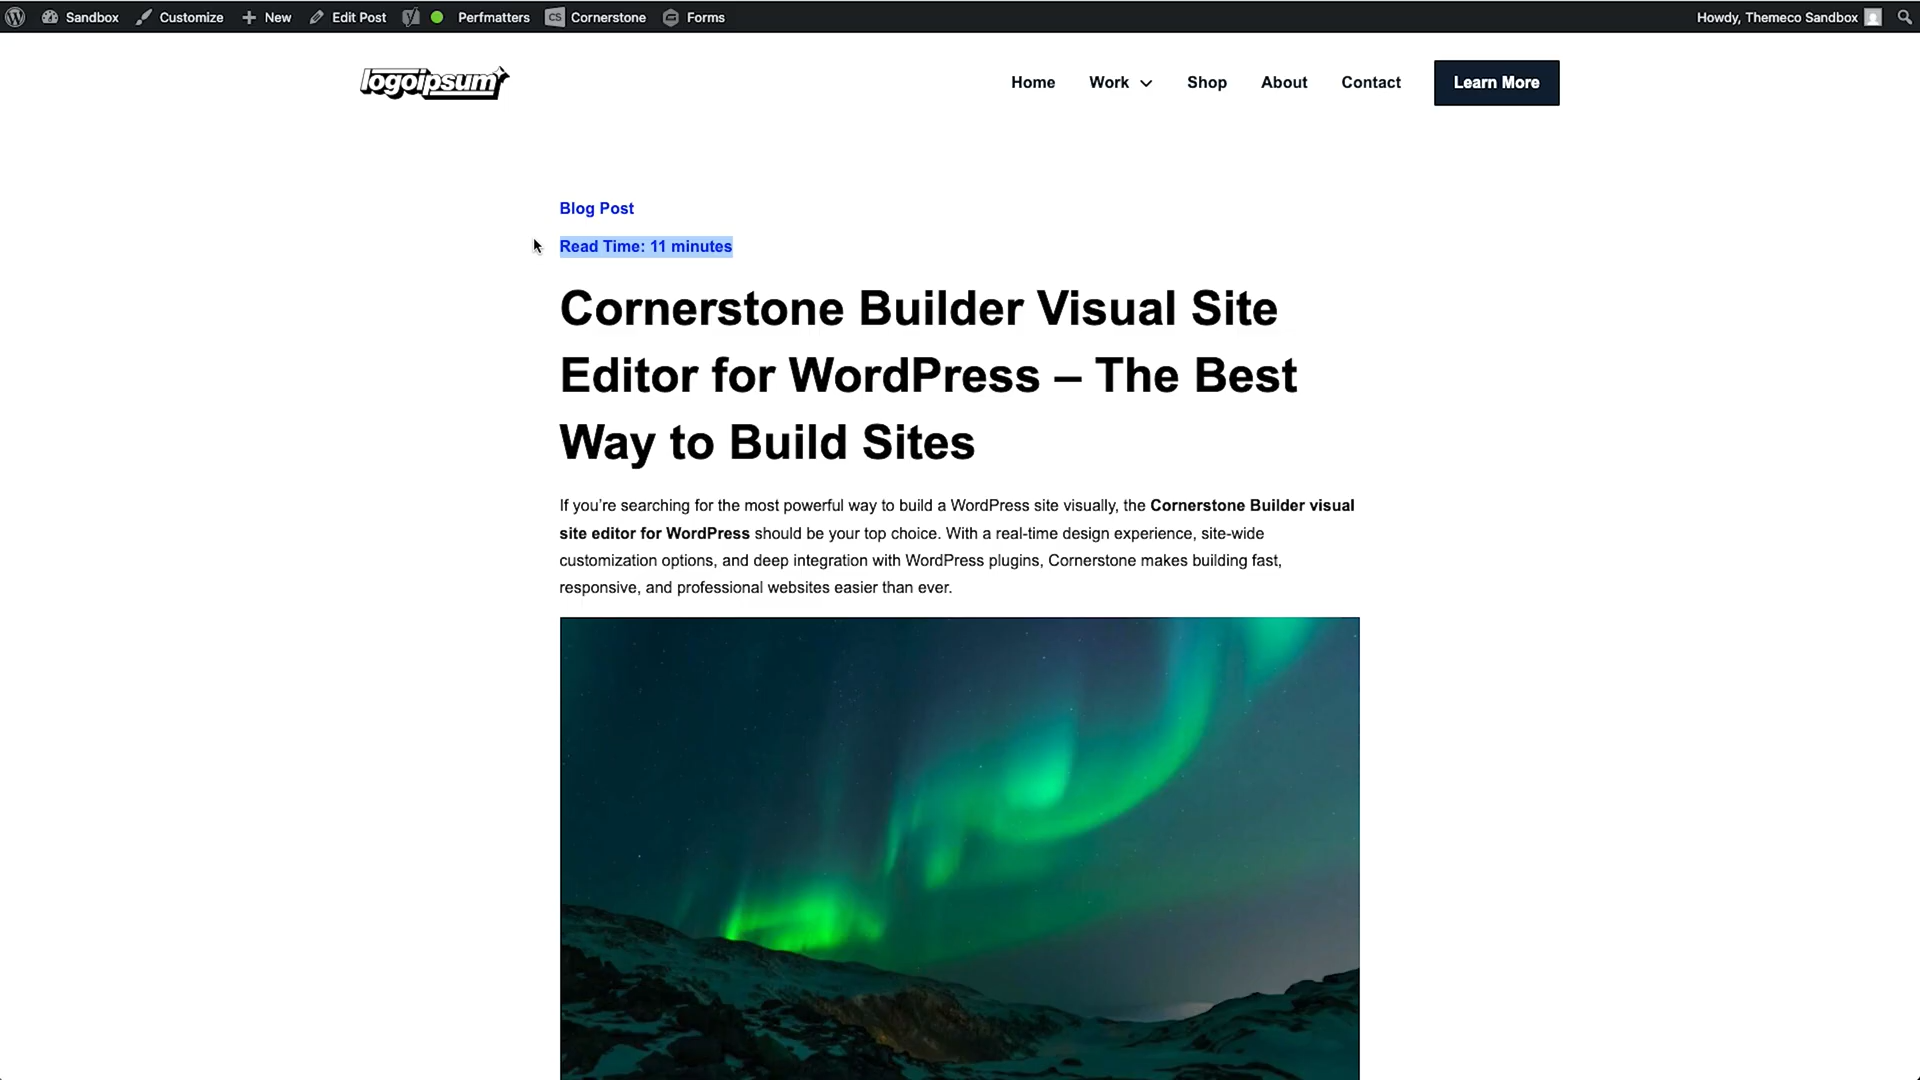 Sandbox Customize New Edit Post Perfmatters CS Cornerstone Forms Howdy, Themeco Sandbox
logoipsum Home Work Shop About Contact Learn More
Blog Post
Read Time: 11 minutes
Cornerstone Builder Visual Site
Editor for WordPress – The Best
Way to Build Sites
If you’re searching for the most powerful way to build a WordPress site visually, the Cornerstone Builder visual
site editor for WordPress should be your top choice. With a real-time design experience, site-wide
customization options, and deep integration with WordPress plugins, Cornerstone makes building fast,
responsive, and professional websites easier than ever.